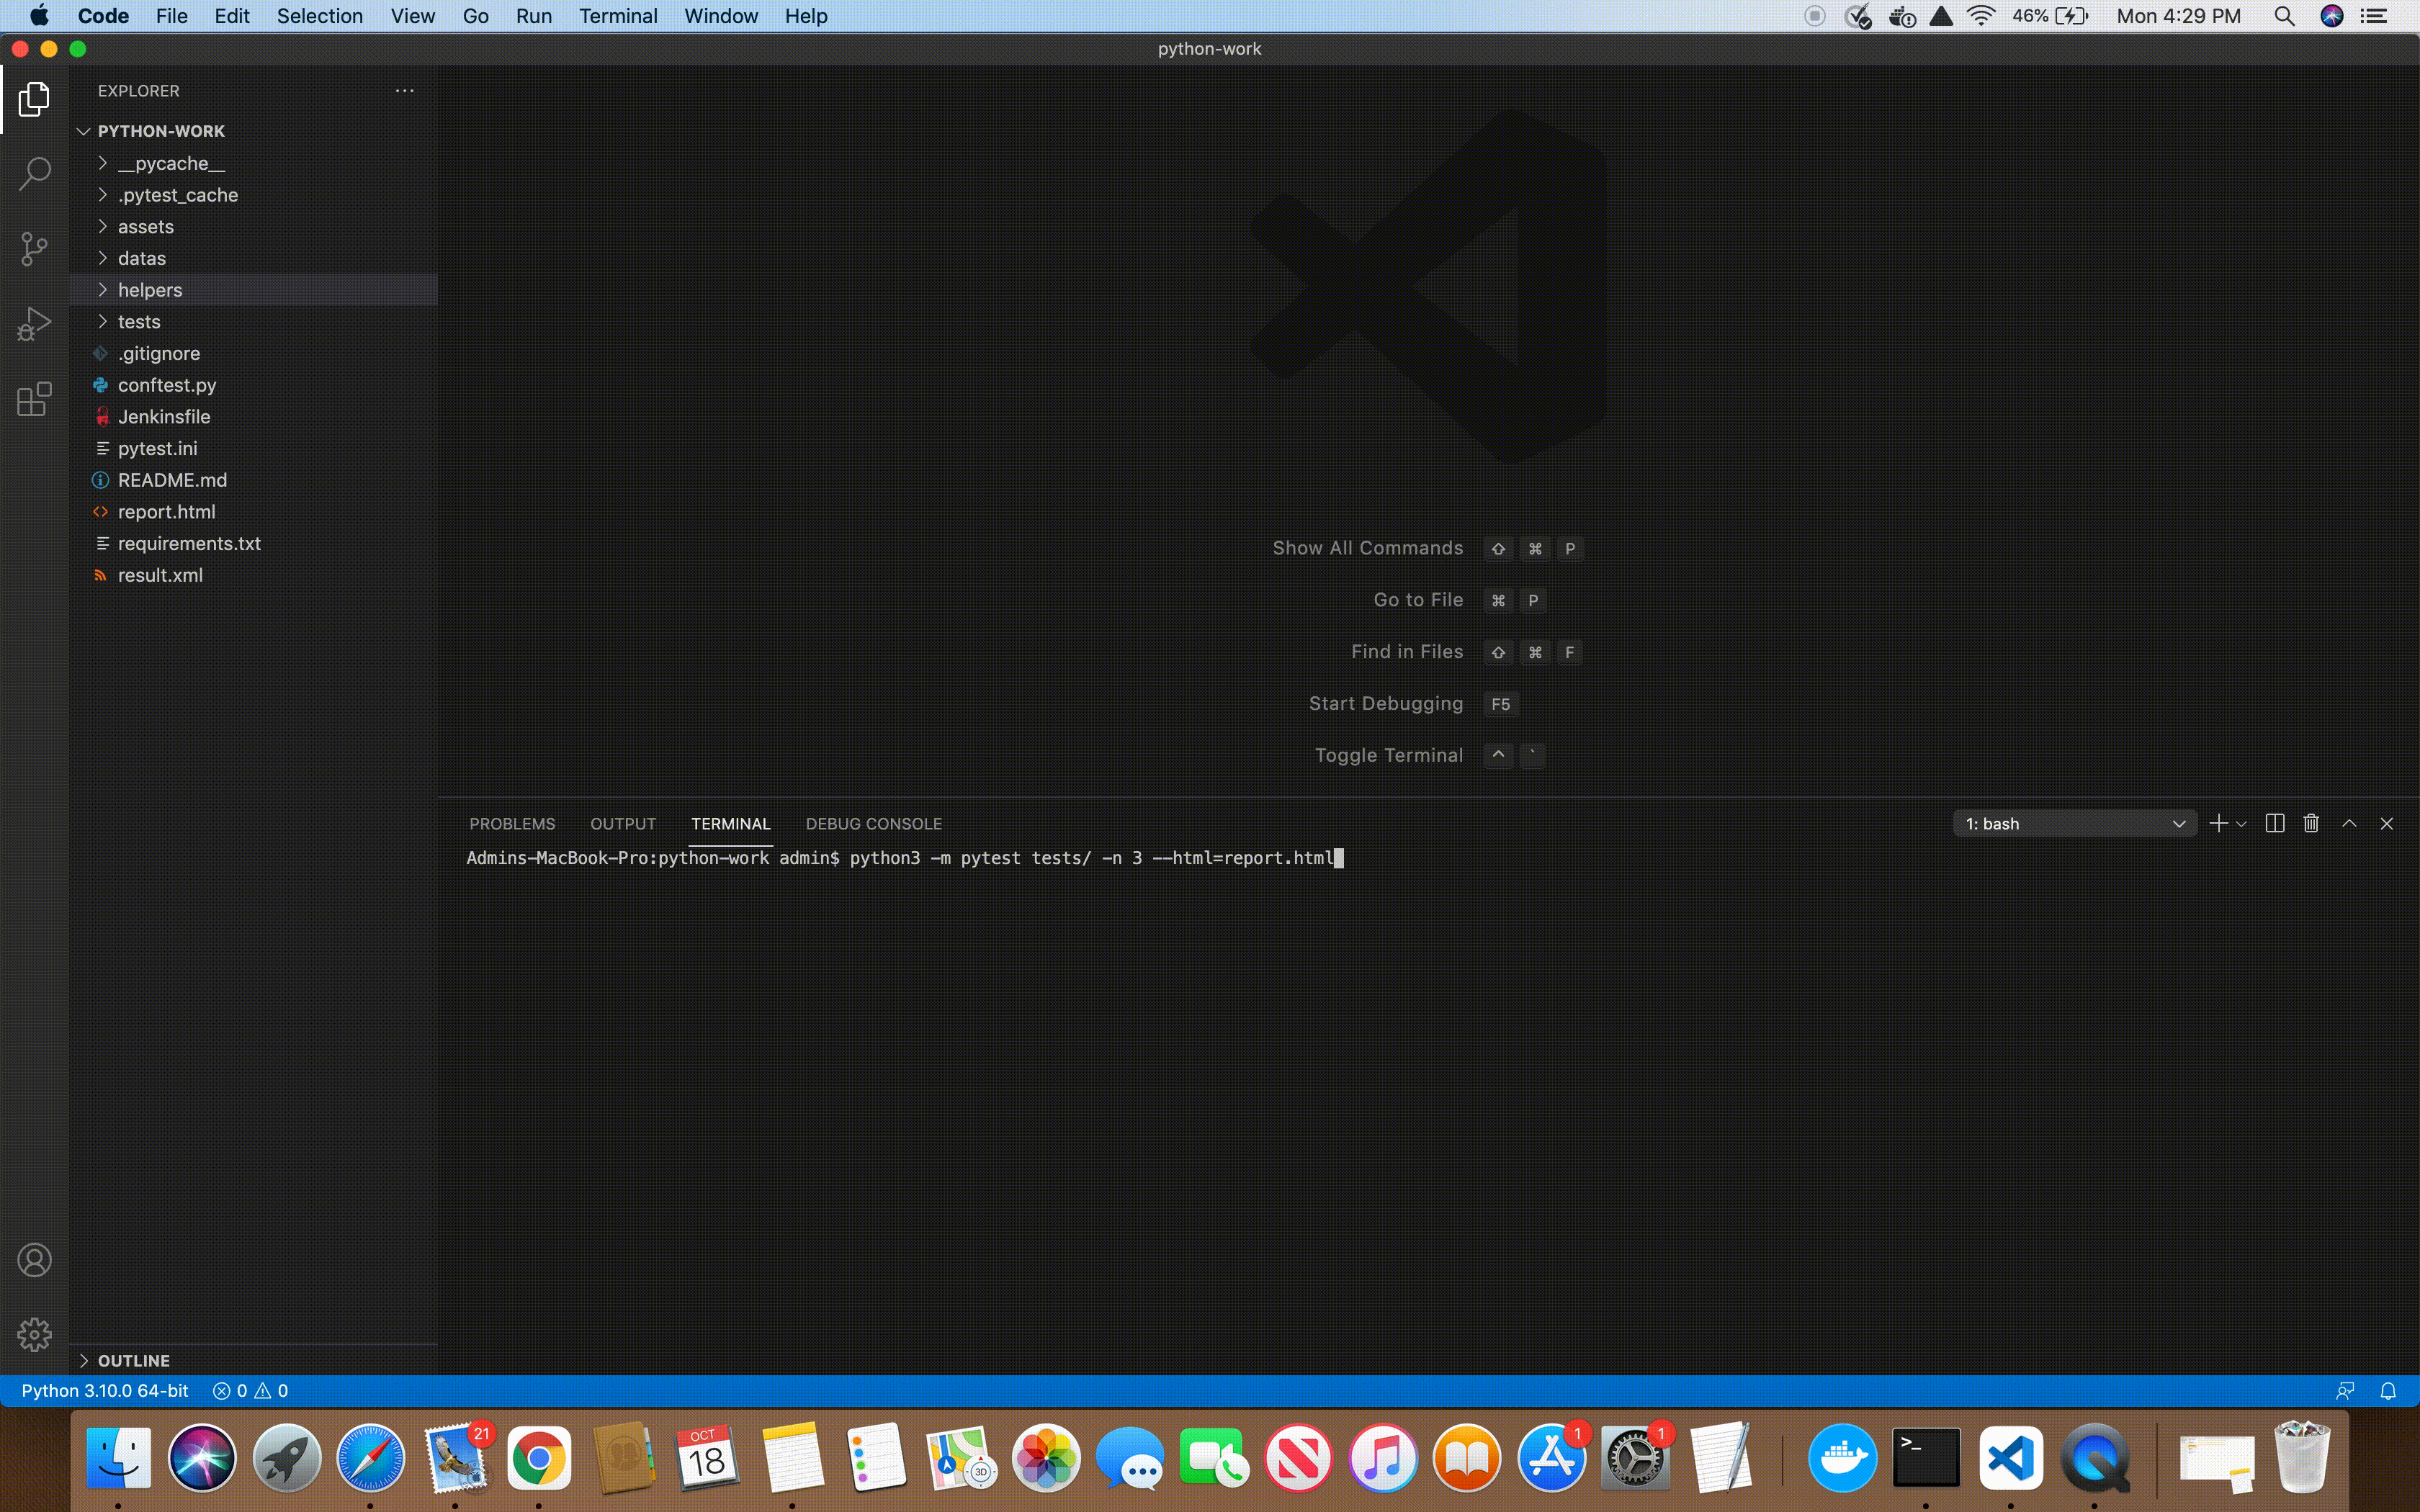 Code File Edit Selection View Go Run Terminal Window Help 46% Mon 4:29 PM
python-work
EXPLORER ...
PYTHON-WORK
__pycache__
.pytest_cache
assets
datas
helpers
tests
.gitignore
conftest.py
Jenkinsfile
pytest.ini
README.md
report.html
requirements.txt
result.xml
Show All Commands ⇧ ⌘ P
Go to File ⌘ P
Find in Files ⇧ ⌘ F
Start Debugging F5
Toggle Terminal ^ `
PROBLEMS OUTPUT TERMINAL DEBUG CONSOLE 1: bash
Admins-MacBook-Pro:python-work admin$ python3 -m pytest tests/ -n 3 --html=report.html
OUTLINE
Python 3.10.0 64-bit 0 0
21
OCT
18
3D
1
1
>_